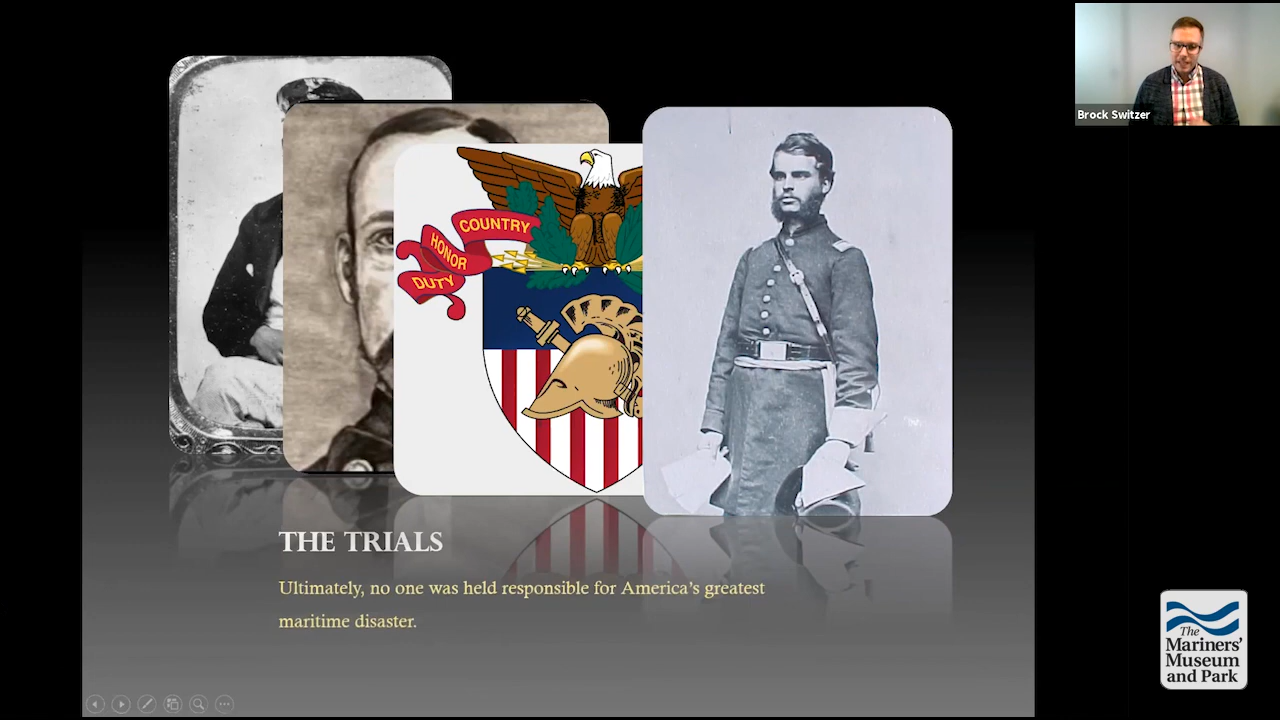 Brock Switzer
COUNTRY
HONOR
DUTY
THE TRIALS
Ultimately, no one was held responsible for America's greatest
maritime disaster.
The
Mariners'
Museum
and Park